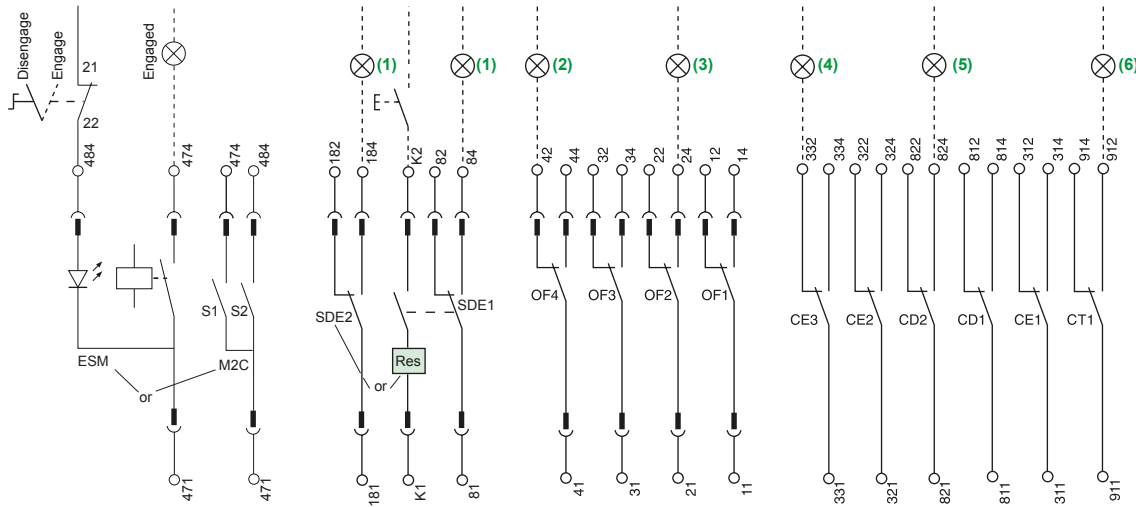 Disengage
Engage
21
22
484
Engaged
474
474
484
(1)
(1)
(2)
(3)
(4)
(5)
(6)
182
184
K2
82
84
42
44
32
34
22
24
12
14
332
334
322
324
822
824
812
814
312
314
914
912
S1
S2
SDE2
SDE1
OF4
OF3
OF2
OF1
CE3
CE2
CD2
CD1
CE1
CT1
ESM
M2C
or
Res
or
471
471
181
K1
81
41
31
21
11
331
321
821
811
311
911